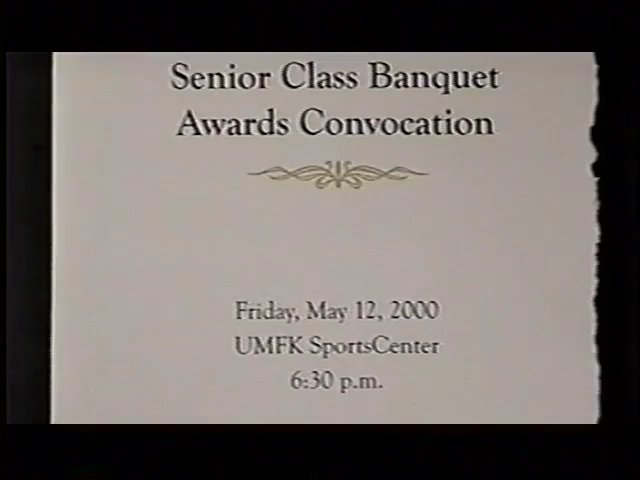 Senior Class Banquet
Awards Convocation
Friday, May 12, 2000
UMFK SportsCenter
6:30 p.m.